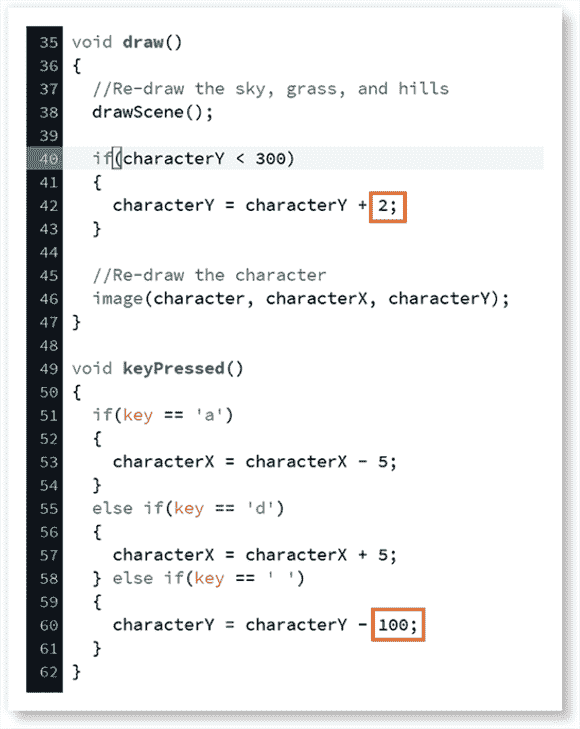 35 void draw()
36 {
37   //Re-draw the sky, grass, and hills
38   drawScene();
39
40   if(characterY < 300)
41   {
42     characterY = characterY + 2;
43   }
44
45   //Re-draw the character
46   image(character, characterX, characterY);
47 }
48
49 void keyPressed()
50 {
51   if(key == 'a')
52   {
53     characterX = characterX - 5;
54   }
55   else if(key == 'd')
56   {
57     characterX = characterX + 5;
58   } else if(key == ' ')
59   {
60     characterY = characterY - 100;
61   }
62 }